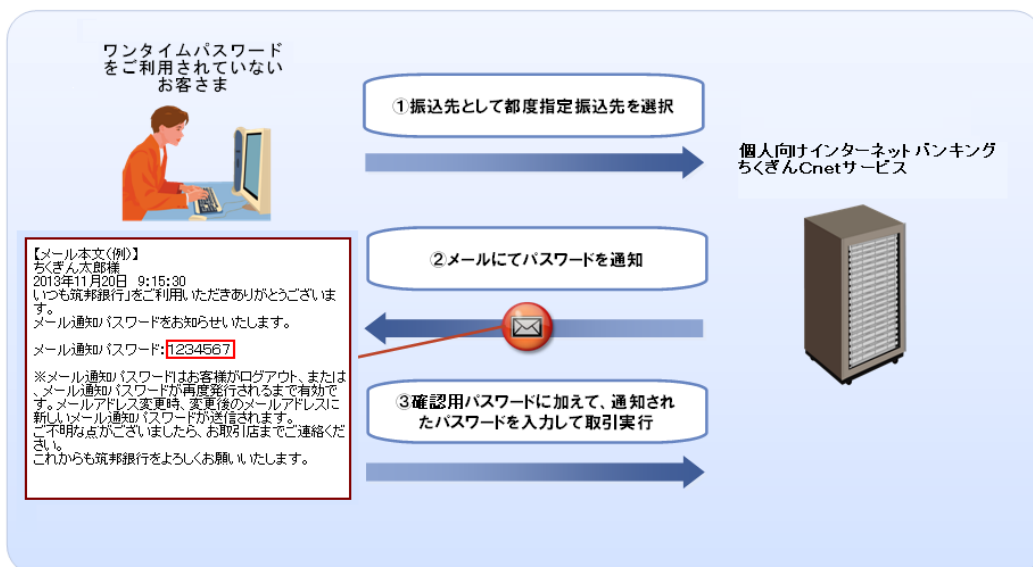 ワンタイムパスワード
をご利用されていない
お客さま
①振込先として都度指定振込先を選択
個人向けインターネットバンキング
ちくぎんCnetサービス
②メールにてパスワードを通知
【メール本文(例)】
ちくぎん太郎様
2013年11月20日 9:15:30
いつも筑邦銀行」をご利用いただきありがとうございま
す。
メール通知パスワードをお知らせいたします。
メール通知パスワード:1234567
※メール通知パスワードはお客様がログアウト、または
、メール通知パスワードが再度発行されるまで有効で
す。メールアドレス変更時、変更後のメールアドレスに
新しいメール通知パスワードが送信されます。
ご不明な点がございましたら、お取引店までご連絡くだ
さい。
これからも筑邦銀行をよろしくお願いいたします。
③確認用パスワードに加えて、通知され
たパスワードを入力して取引実行